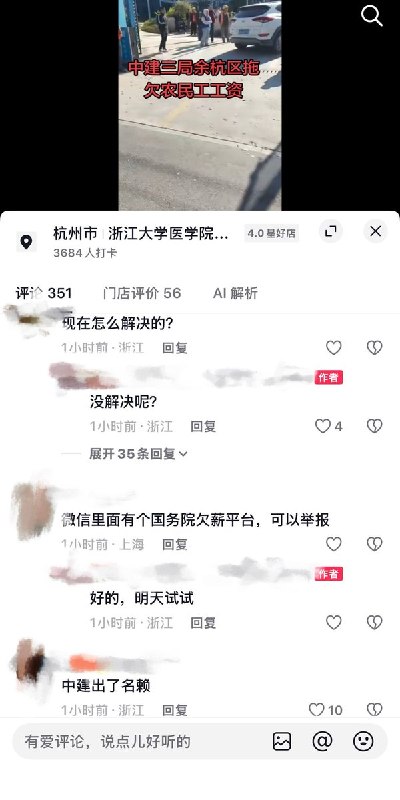 中建三局余杭区拖
欠农民工工资
杭州市 浙江大学医学院... 4.0星好店
3684人打卡
评论 351 门店评价 56 AI 解析
现在怎么解决的?
1小时前 · 浙江 回复
作者
没解决呢?
1小时前 · 浙江 回复 4
展开35条回复
微信里面有个国务院欠薪平台，可以举报
1小时前 · 上海 回复
作者
好的，明天试试
1小时前 · 浙江 回复
中建出了名赖
1小时前 · 浙江 回复 10
有爱评论，说点儿好听的